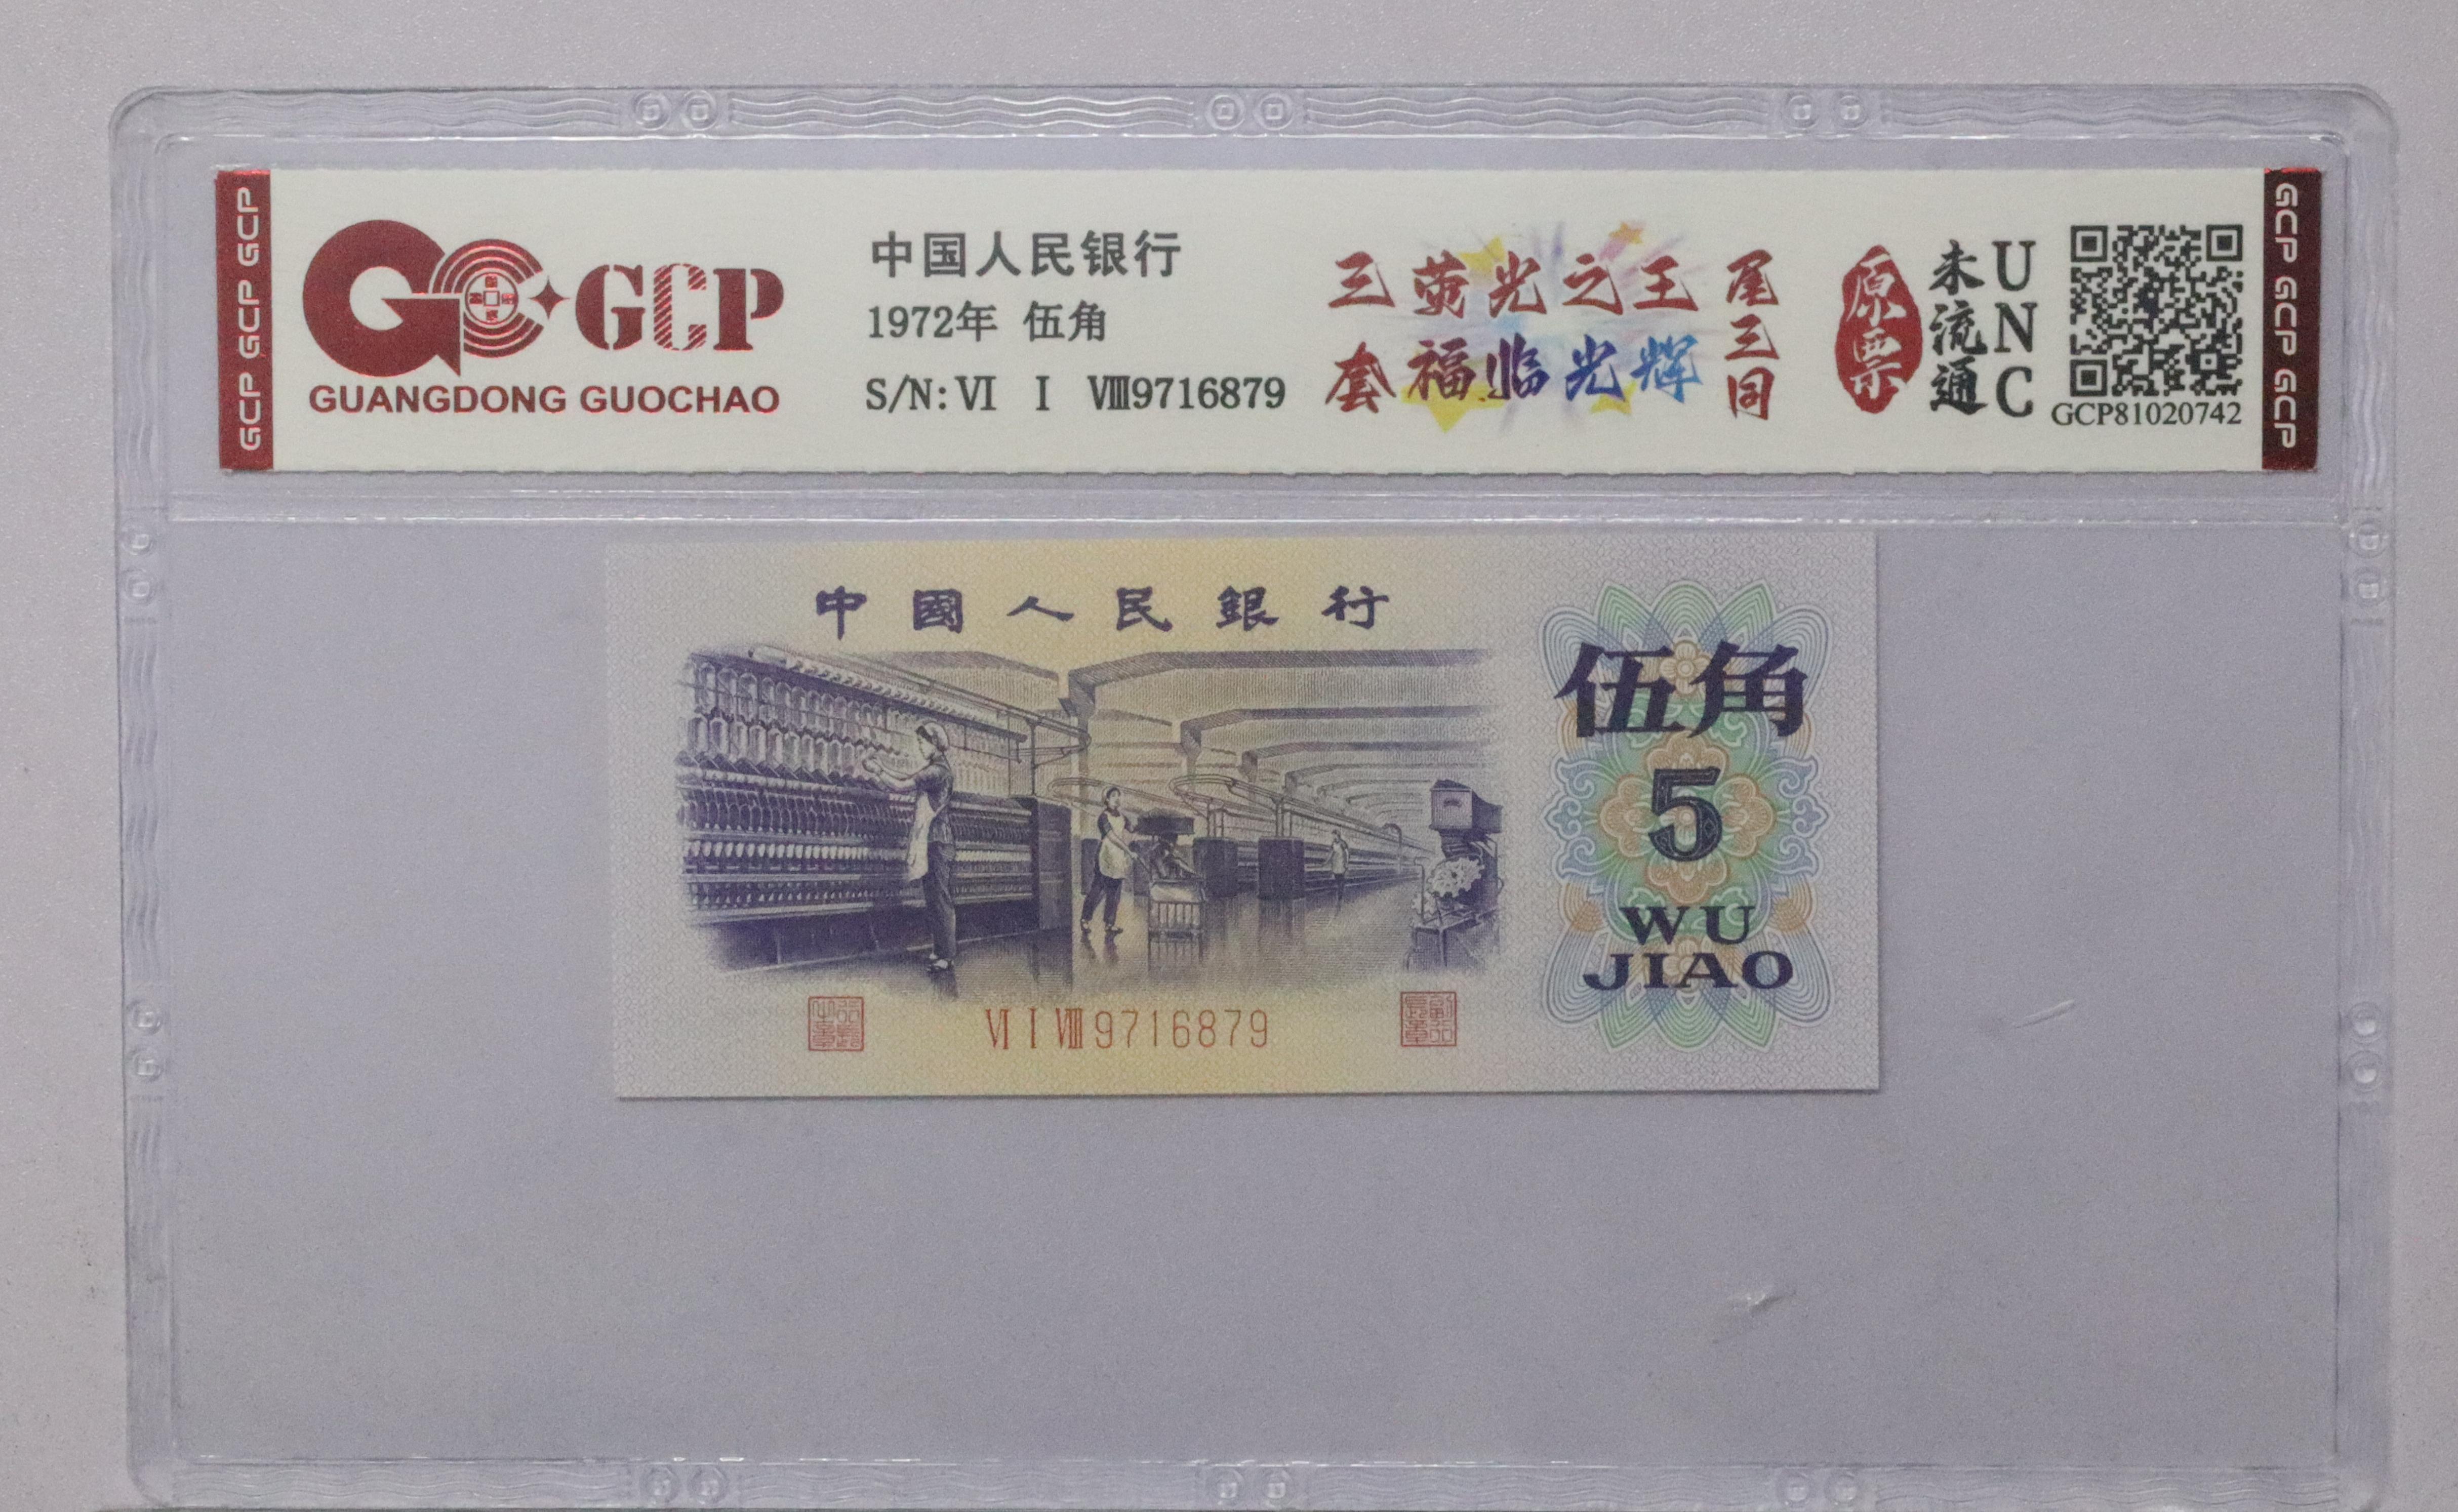 GCP GCP GCP
GCP
GUANGDONG GUOCHAO
中国人民银行
1972年 伍角
S/N: Ⅵ Ⅰ Ⅷ9716879
三萤光之王
套福临光辉
尾三同
原票
未流通
UNC
GCP81020742
GCP GCP GCP
中國人民銀行
伍角
5
WU
JIAO
Ⅵ Ⅰ Ⅷ 9716879